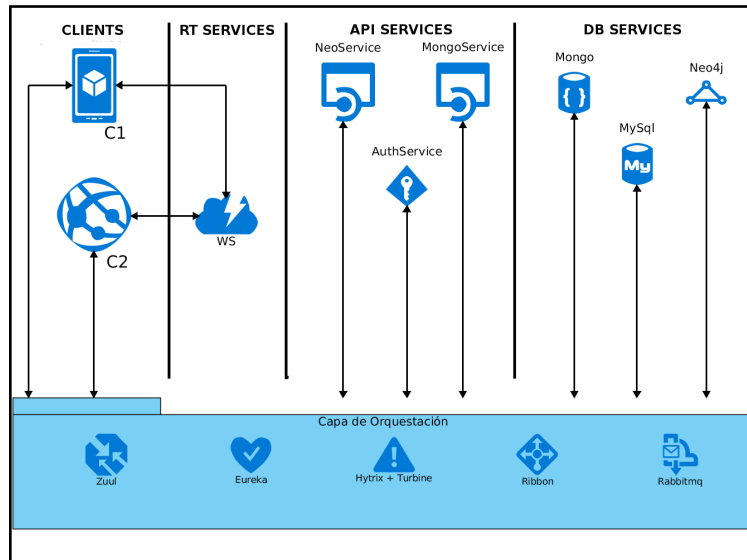 CLIENTS
RT SERVICES
API SERVICES
DB SERVICES
NeoService
MongoService
Mongo
Neo4j
C1
AuthService
MySql
My
WS
C2
Capa de Orquestación
Zuul
Eureka
Hytrix + Turbine
Ribbon
Rabbitmq